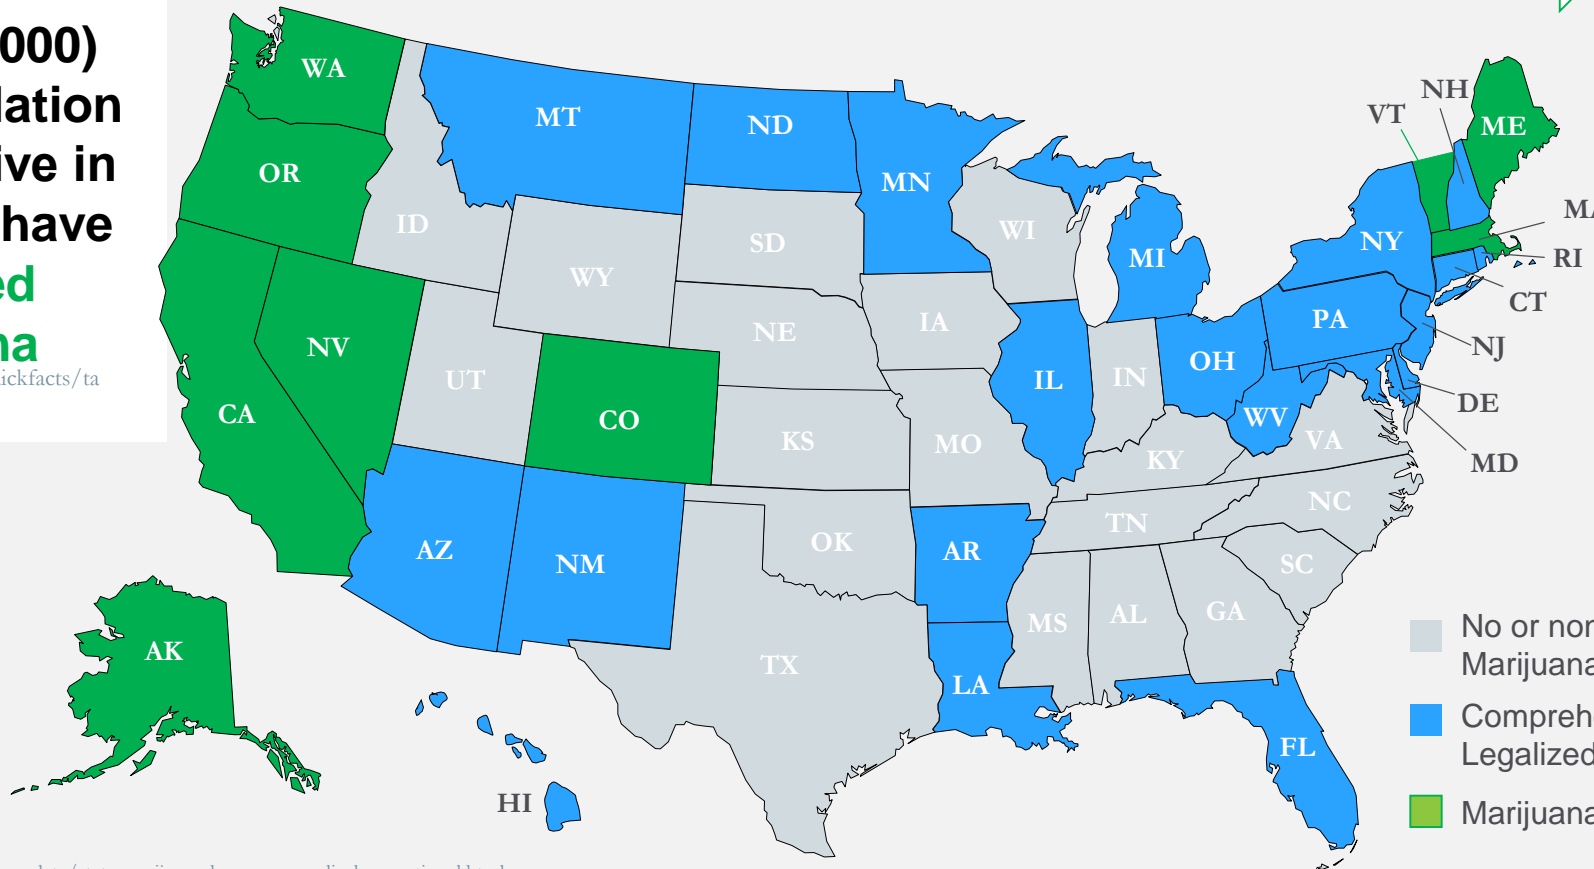 000)
lation
ive in
have
ed
na
ickfacts/ta
WA
MT
ND
MN
OR
ID
SD
WI
MI
WY
NY
VT
NH
ME
RI
CT
PA
NJ
IA
NE
NV
UT
CO
CA
KS
MO
IL
IN
OH
WV
DE
MD
VA
KY
NC
TN
OK
AR
AZ
NM
SC
MS
AL
GA
TX
LA
FL
AK
HI
No or
Marijuana
Compreh
Legalized
Marijuana